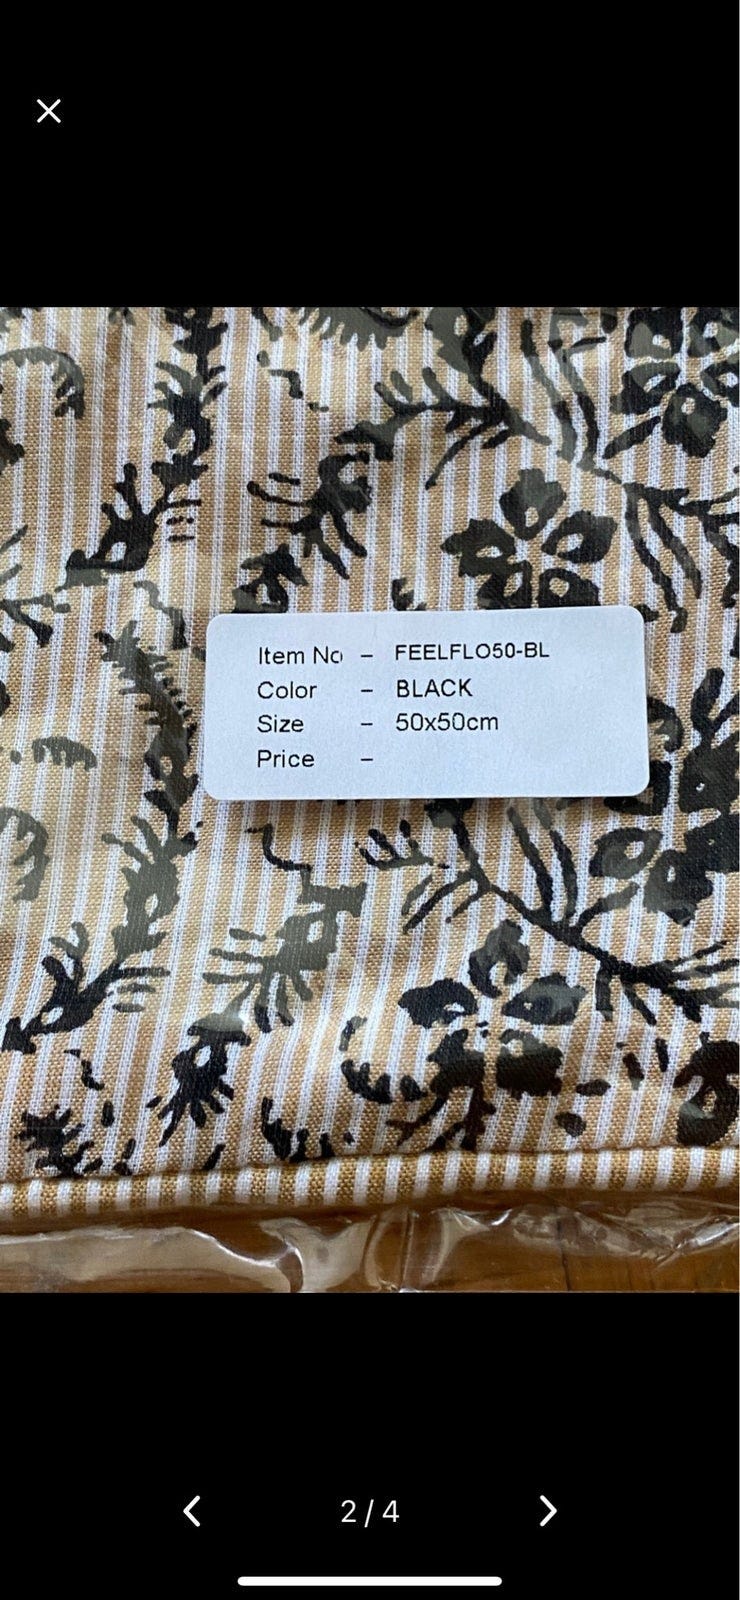 Item No - FEELFLO50-BL
Color - BLACK
Size - 50x50cm
Price -
2 / 4